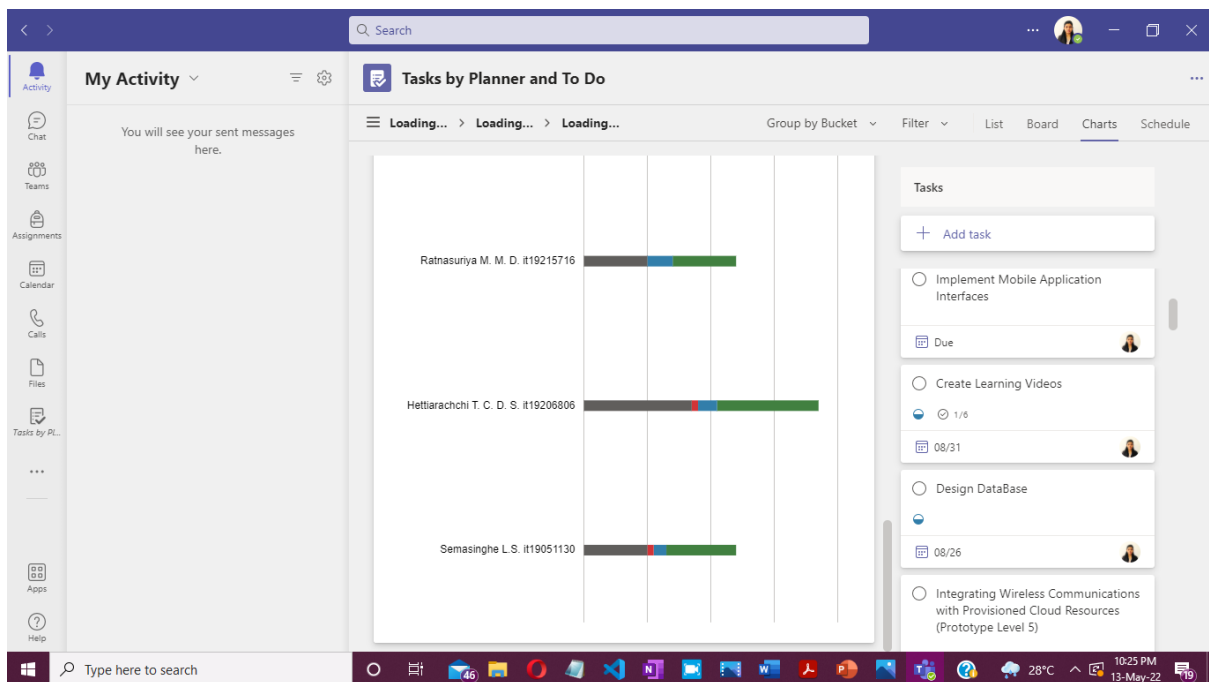 Search
Activity
Chat
Teams
Assignments
Calendar
Calls
Files
Tasks by Pl...
Apps
Help
My Activity
You will see your sent messages
here.
Tasks by Planner and To Do
Loading... > Loading... > Loading...
Group by Bucket
Filter
List
Board
Charts
Schedule
Ratnasuriya M. M. D. it19215716
Hettiarachchi T. C. D. S. it19206806
Semasinghe L.S. it19051130
Tasks
+ Add task
Implement Mobile Application
Interfaces
Due
Create Learning Videos
1/6
08/31
Design DataBase
08/26
Integrating Wireless Communications
with Provisioned Cloud Resources
(Prototype Level 5)
Type here to search
46
28°C
10:25 PM
13-May-22
19